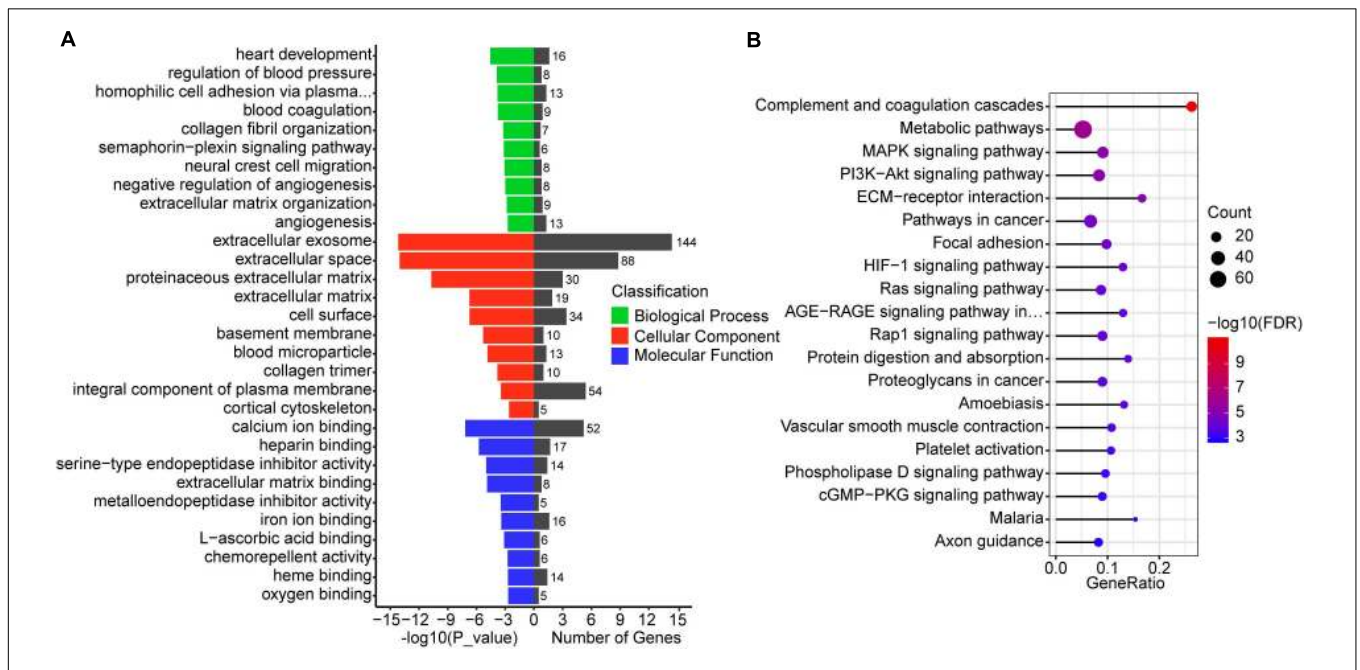 A
heart development 16
regulation of blood pressure 8
homophilic cell adhesion via plasma... 13
blood coagulation 9
collagen fibril organization 7
semaphorin−plexin signaling pathway 6
neural crest cell migration 8
negative regulation of angiogenesis 8
extracellular matrix organization 9
angiogenesis 13
extracellular exosome 144
extracellular space 88
proteinaceous extracellular matrix 30
extracellular matrix 19
cell surface 34
basement membrane 10
blood microparticle 13
collagen trimer 10
integral component of plasma membrane 54
cortical cytoskeleton 5
calcium ion binding 52
heparin binding 17
serine−type endopeptidase inhibitor activity 14
extracellular matrix binding 8
metalloendopeptidase inhibitor activity 5
iron ion binding 16
L−ascorbic acid binding 6
chemorepellent activity 6
heme binding 14
oxygen binding 5
−15 −12 −9 −6 −3 0 3 6 9 12 15
-log10(P_value) Number of Genes
Classification
Biological Process
Cellular Component
Molecular Function
B
Complement and coagulation cascades
Metabolic pathways
MAPK signaling pathway
PI3K−Akt signaling pathway
ECM−receptor interaction
Pathways in cancer
Focal adhesion
HIF−1 signaling pathway
Ras signaling pathway
AGE−RAGE signaling pathway in...
Rap1 signaling pathway
Protein digestion and absorption
Proteoglycans in cancer
Amoebiasis
Vascular smooth muscle contraction
Platelet activation
Phospholipase D signaling pathway
cGMP−PKG signaling pathway
Malaria
Axon guidance
0.0 0.1 0.2
GeneRatio
Count
20
40
60
−log10(FDR)
9
7
5
3